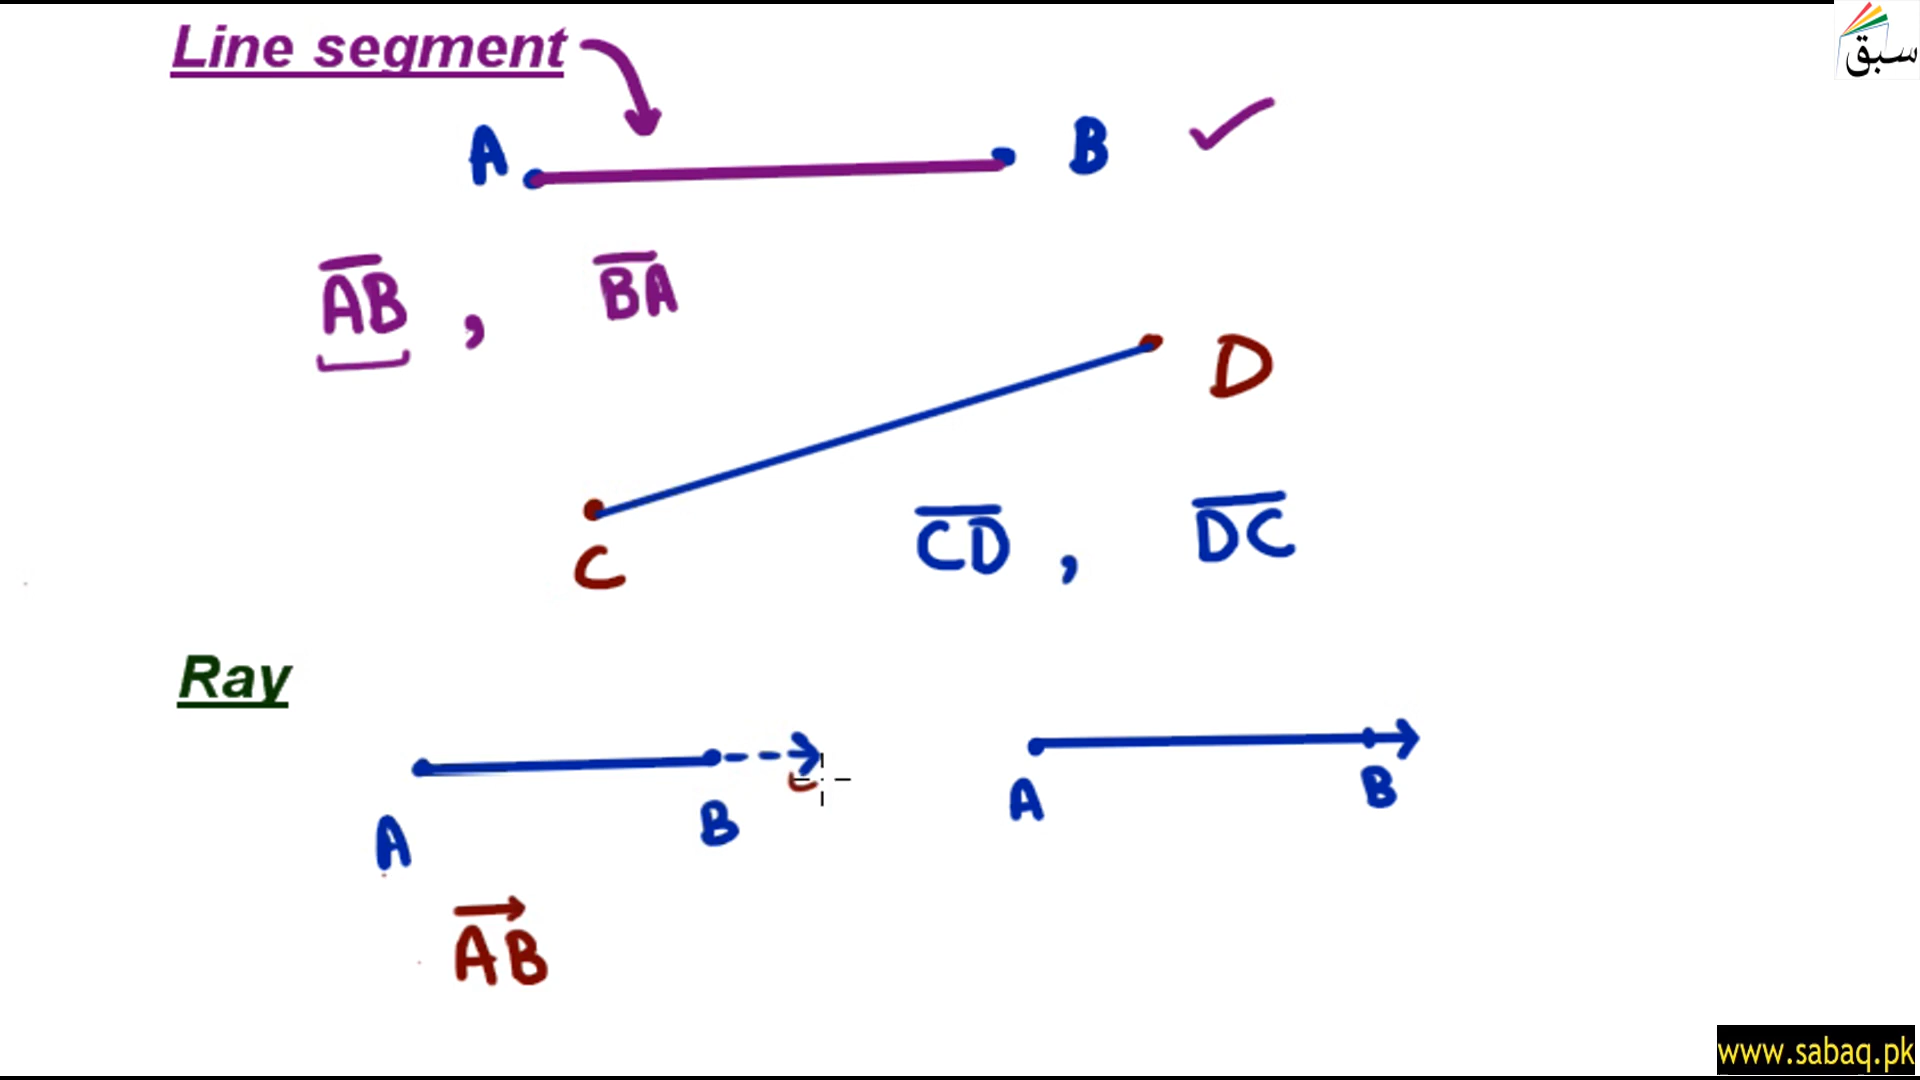 سبق
Line segment
A B
AB , BA
D
C
CD , DC
Ray
A B
A B
AB
www.sabaq.pk